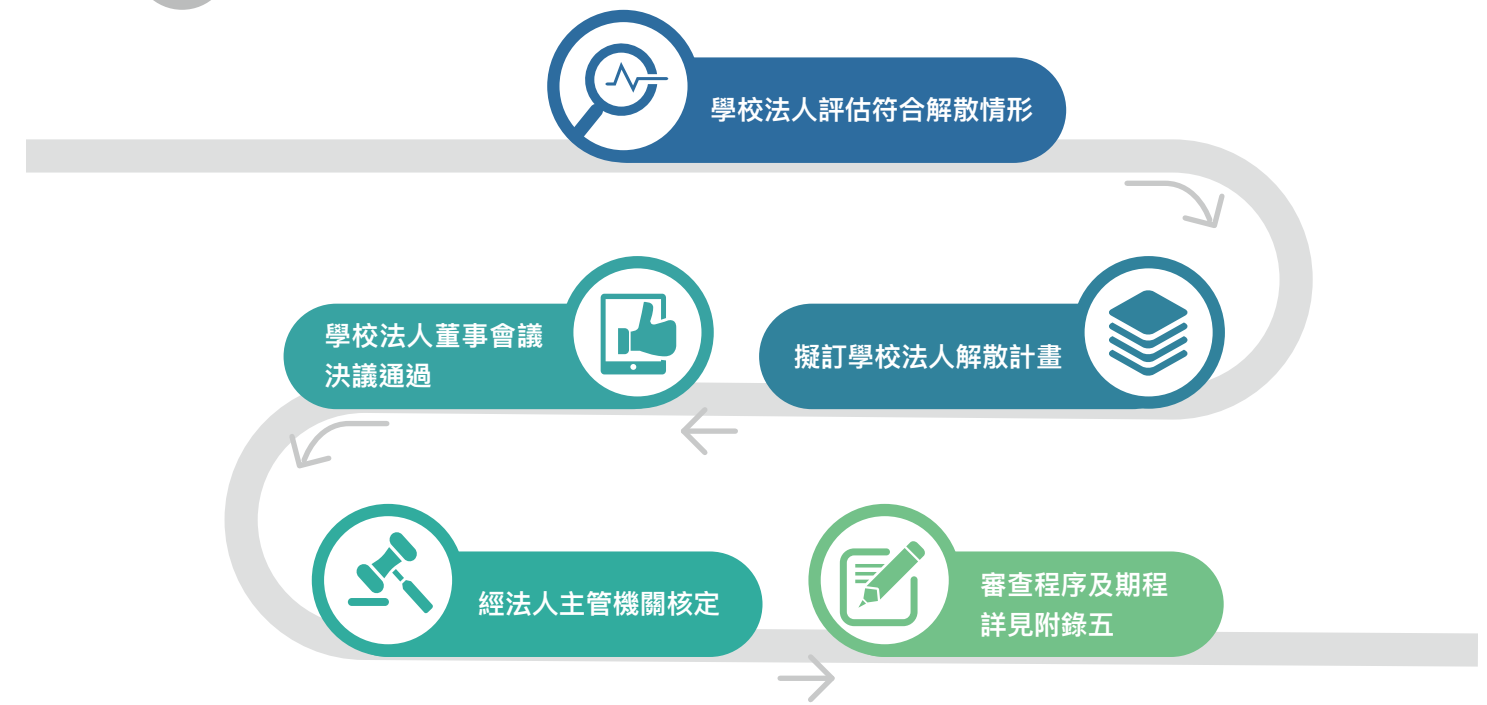 學校法人評估符合解散情形
擬訂學校法人解散計畫
學校法人董事會議
決議通過
經法人主管機關核定
審查程序及期程
詳見附錄五